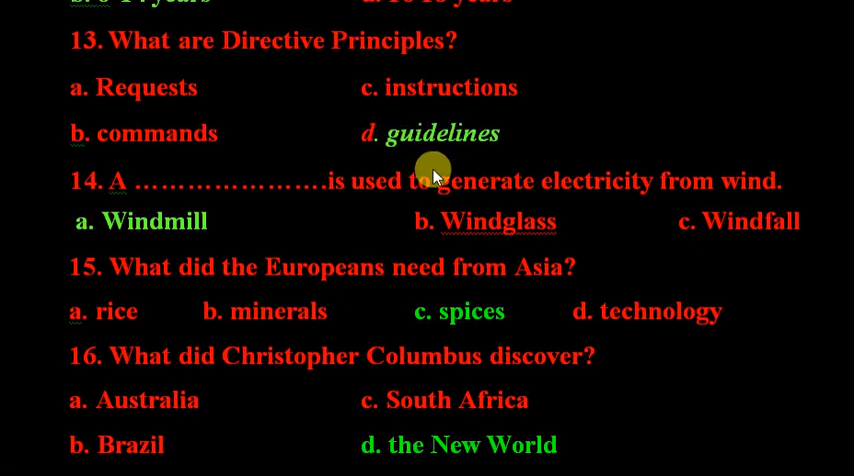 13. What are Directive Principles?
a. Requests c. instructions
b. commands d. guidelines
14. A ......................is used to generate electricity from wind.
a. Windmill b. Windglass c. Windfall
15. What did the Europeans need from Asia?
a. rice b. minerals c. spices d. technology
16. What did Christopher Columbus discover?
a. Australia c. South Africa
b. Brazil d. the New World